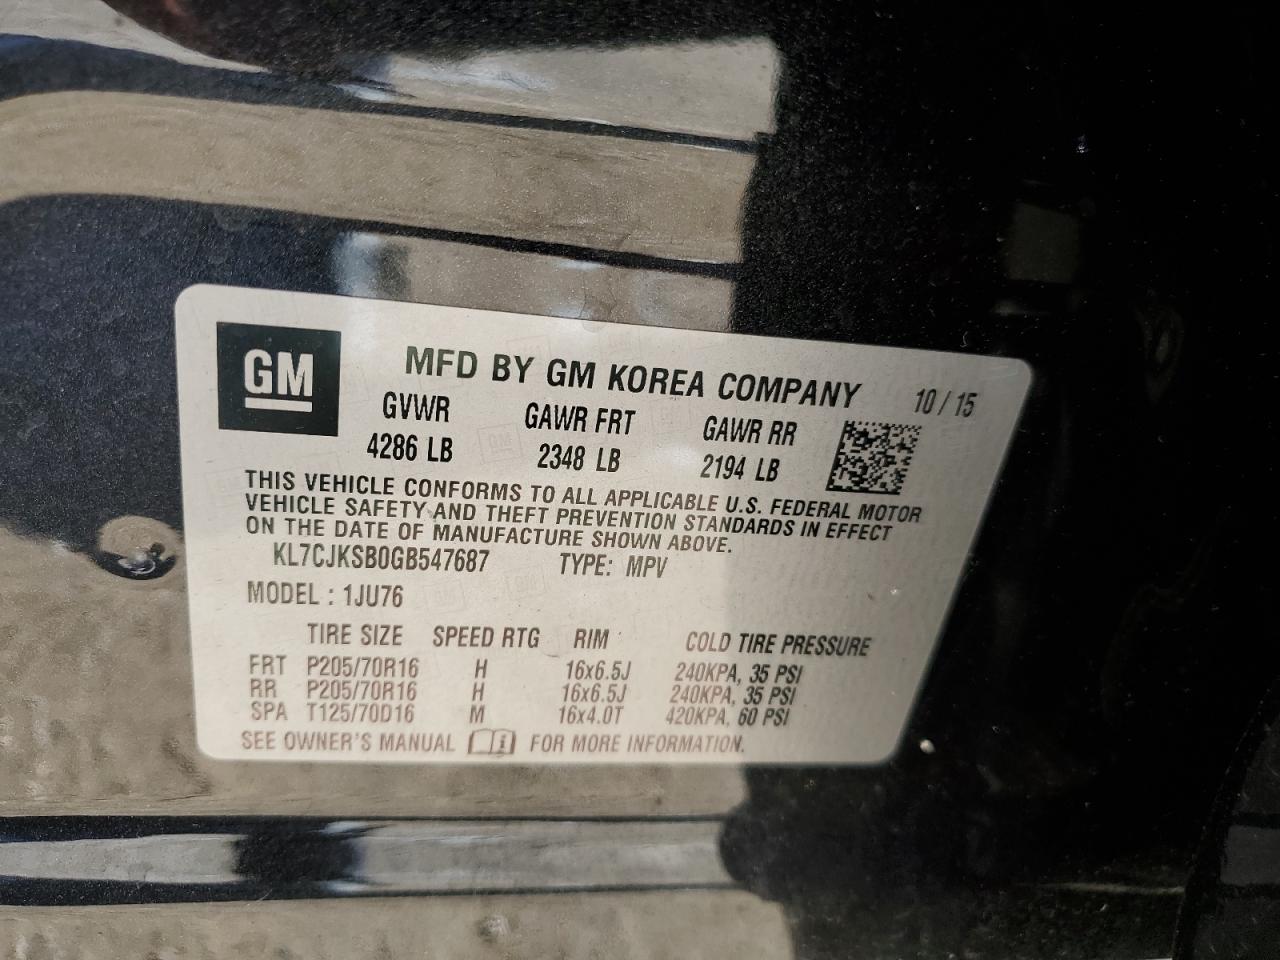 GM
MFD BY GM KOREA COMPANY 10 / 15
GVWR GAWR FRT GAWR RR
4286 LB 2348 LB 2194 LB
THIS VEHICLE CONFORMS TO ALL APPLICABLE U.S. FEDERAL MOTOR
VEHICLE SAFETY AND THEFT PREVENTION STANDARDS IN EFFECT
ON THE DATE OF MANUFACTURE SHOWN ABOVE.
KL7CJKSB0GB547687 TYPE: MPV
MODEL : 1JU76
TIRE SIZE SPEED RTG RIM COLD TIRE PRESSURE
FRT P205/70R16 H 16x6.5J 240KPA, 35 PSI
RR P205/70R16 H 16x6.5J 240KPA, 35 PSI
SPA T125/70D16 M 16x4.0T 420KPA, 60 PSI
SEE OWNER'S MANUAL i FOR MORE INFORMATION.